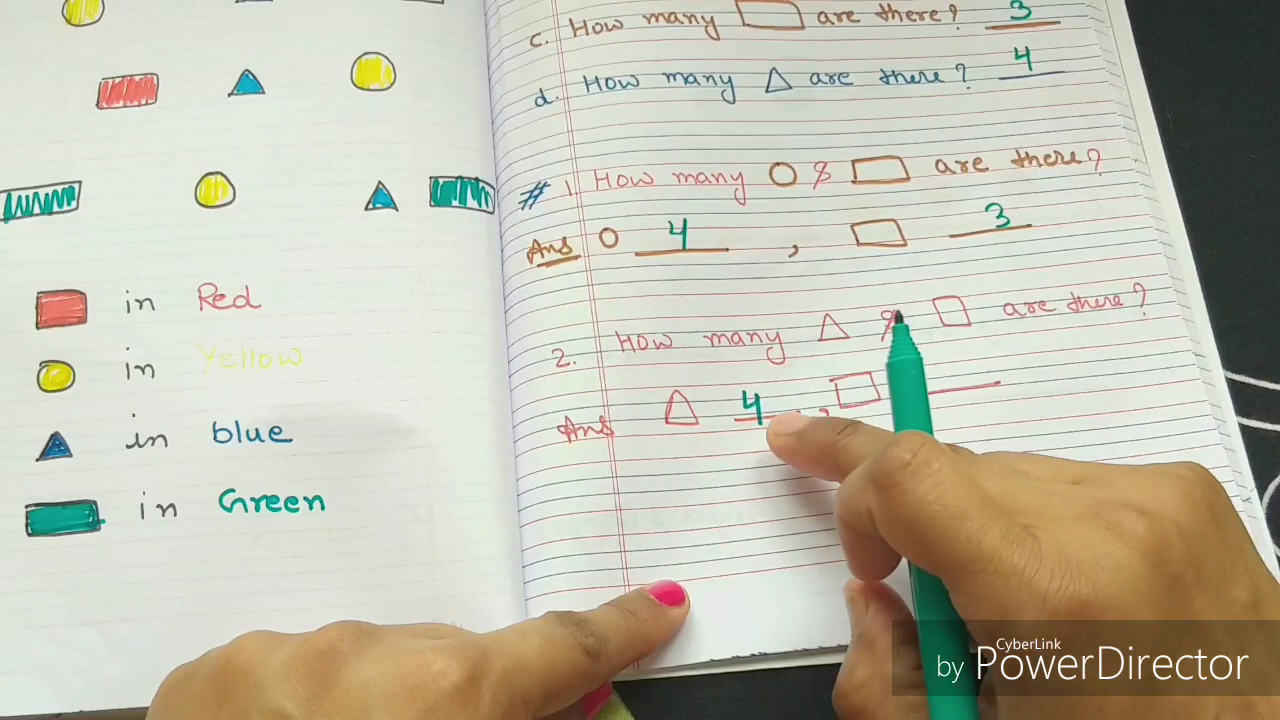 in Red
in Yellow
in blue
in Green
c. How many are there? 3
d. How many are there? 4
# 1. How many & are there?
Ans 4 , 3
2. How many & are there?
Ans 4 ,
CyberLink
by PowerDirector